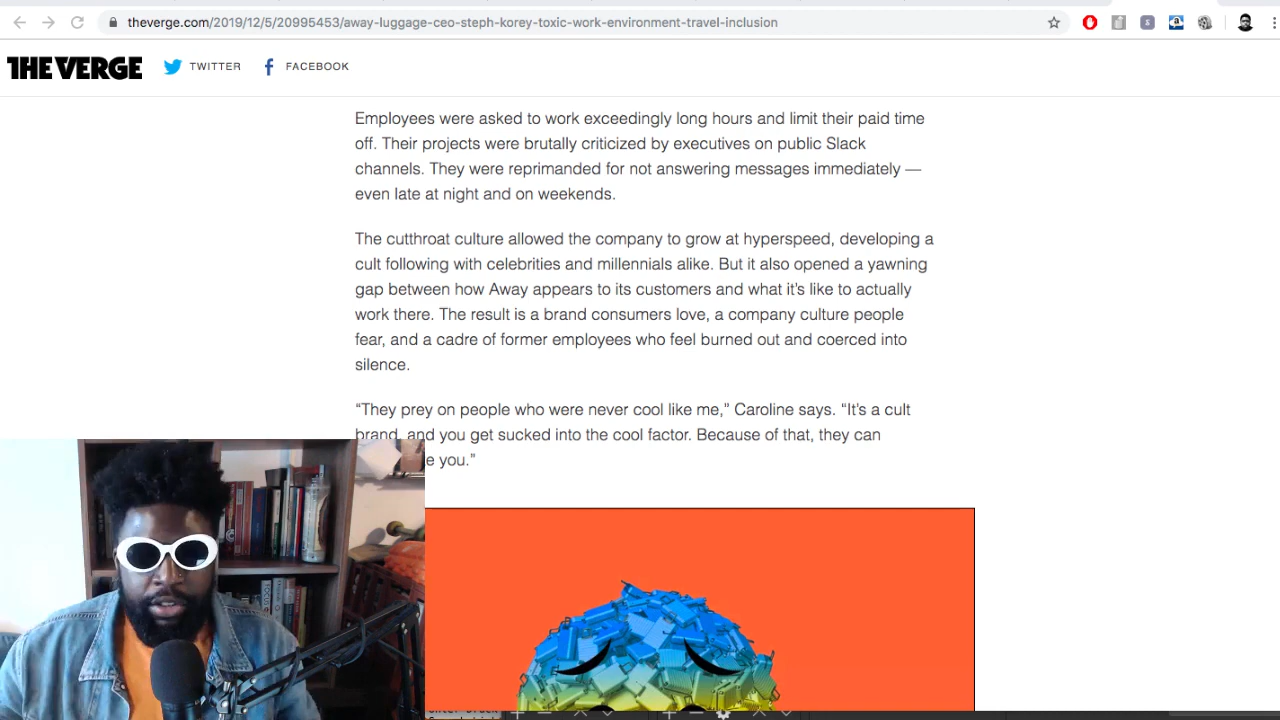 theverge.com/2019/12/5/20995453/away-luggage-ceo-steph-korey-toxic-work-environment-travel-inclusion
THE VERGE TWITTER FACEBOOK
Employees were asked to work exceedingly long hours and limit their paid time
off. Their projects were brutally criticized by executives on public Slack
channels. They were reprimanded for not answering messages immediately —
even late at night and on weekends.
The cutthroat culture allowed the company to grow at hyperspeed, developing a
cult following with celebrities and millennials alike. But it also opened a yawning
gap between how Away appears to its customers and what it’s like to actually
work there. The result is a brand consumers love, a company culture people
fear, and a cadre of former employees who feel burned out and coerced into
silence.
“They prey on people who were never cool like me,” Caroline says. “It’s a cult
brand, and you get sucked into the cool factor. Because of that, they can
you.”